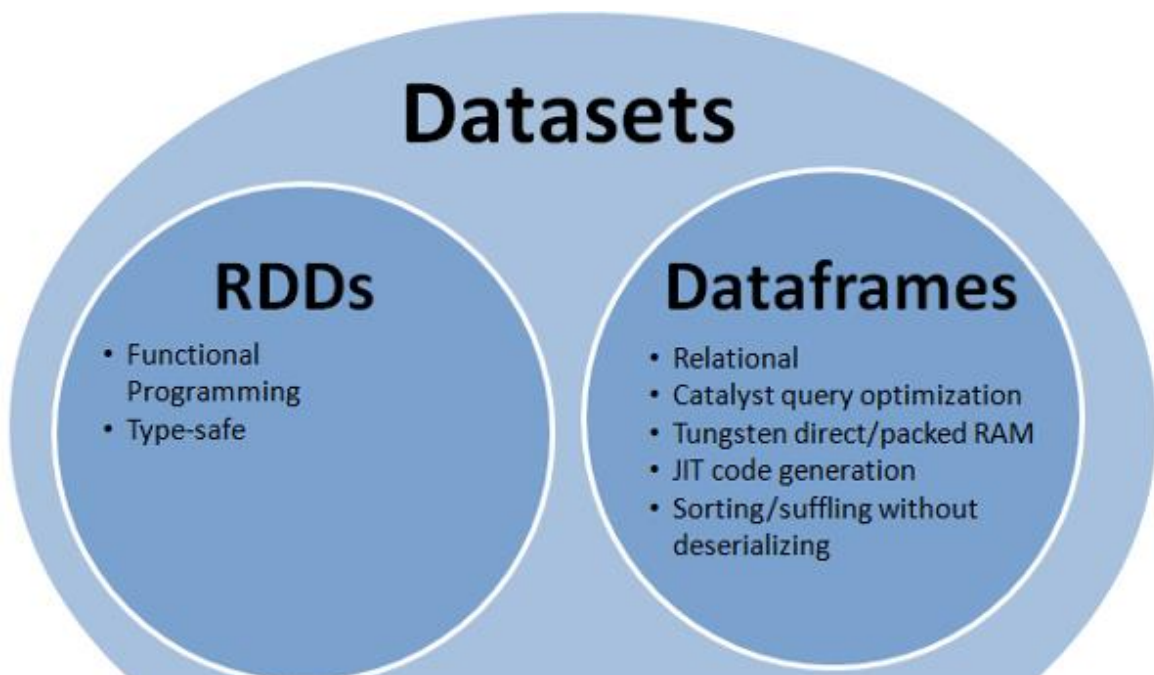 Datasets
RDDs
• Functional
Programming
• Type-safe
Dataframes
• Relational
• Catalyst query optimization
• Tungsten direct/packed RAM
• JIT code generation
• Sorting/suffling without
deserializing